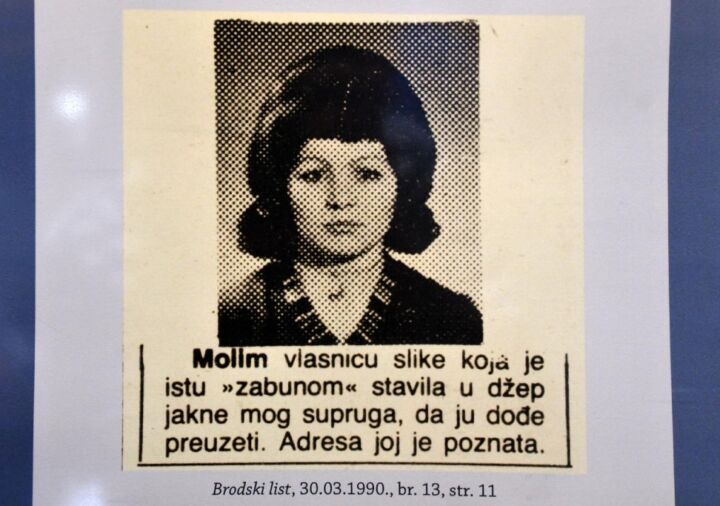 Molim vlasnicu slike koja je
istu »zabunom« stavila u džep
jakne mog supruga, da ju dođe
preuzeti. Adresa joj je poznata.
Brodski list, 30.03.1990., br. 13, str. 11